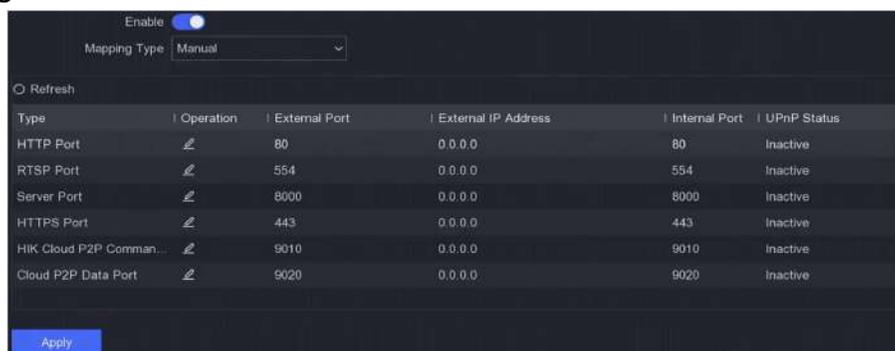 Enable
Mapping Type Manual
Refresh
Type Operation External Port External IP Address Internal Port UPnP Status
HTTP Port 80 0.0.0.0 80 Inactive
RTSP Port 554 0.0.0.0 554 Inactive
Server Port 8000 0.0.0.0 8000 Inactive
HTTPS Port 443 0.0.0.0 443 Inactive
HIK Cloud P2P Comman... 9010 0.0.0.0 9010 Inactive
Cloud P2P Data Port 9020 0.0.0.0 9020 Inactive
Apply